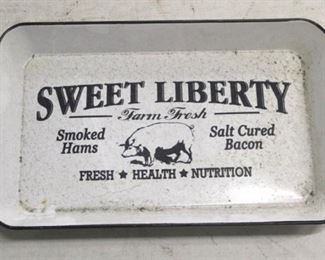 SWEET LIBERTY
Farm Fresh
Smoked Hams
Salt Cured Bacon
FRESH ★ HEALTH ★ NUTRITION